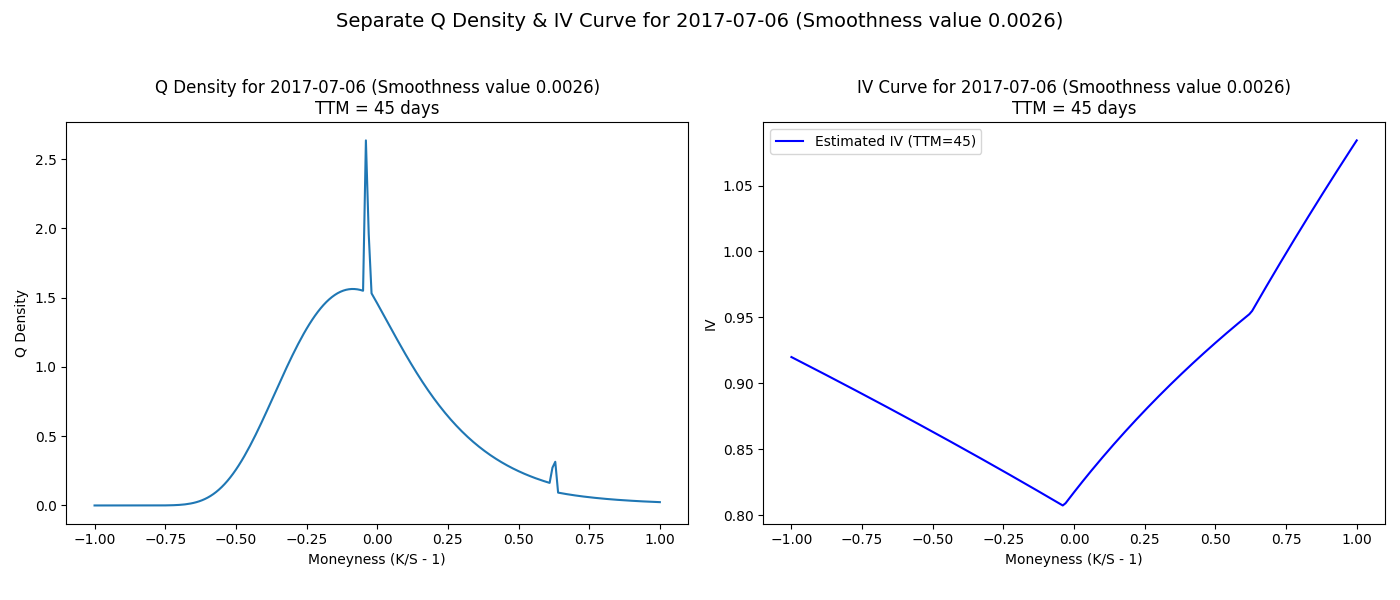 Separate Q Density & IV Curve for 2017-07-06 (Smoothness value 0.0026)
Q Density for 2017-07-06 (Smoothness value 0.0026)
TTM = 45 days
2.5
2.0
1.5
1.0
0.5
0.0
Q Density
−1.00 −0.75 −0.50 −0.25 0.00 0.25 0.50 0.75 1.00
Moneyness (K/S - 1)
IV Curve for 2017-07-06 (Smoothness value 0.0026)
TTM = 45 days
Estimated IV (TTM=45)
1.05
1.00
0.95
0.90
0.85
0.80
IV
−1.00 −0.75 −0.50 −0.25 0.00 0.25 0.50 0.75 1.00
Moneyness (K/S - 1)